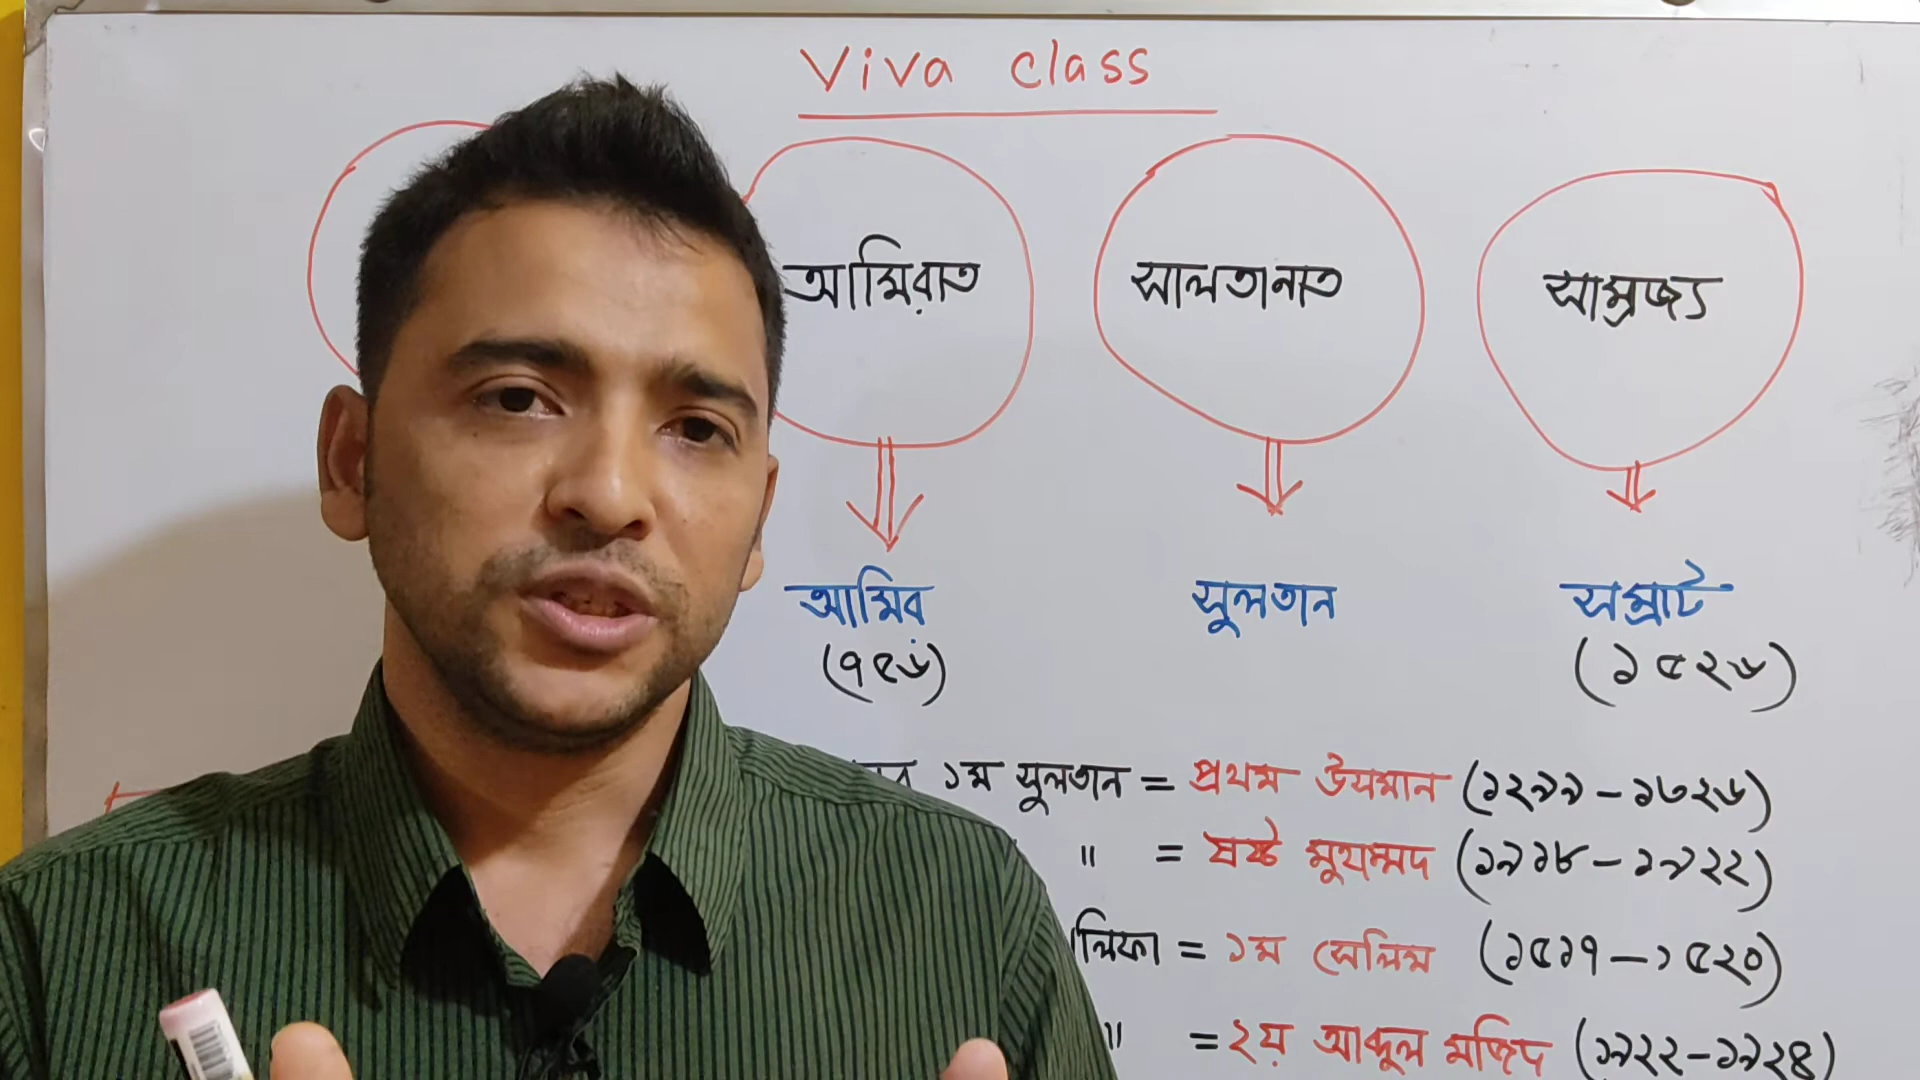 Viva class
আমিরাত সালতানাত সাম্রজ্য
আমির সুলতান সম্রাট
(৭৫৬) (১৫২৬)
১ম সুলতান = প্রথম উসমান (১২৯৯ - ১৩২৬)
" = ষষ্ঠ মুহাম্মদ (১৯১৮ - ১৯২২)
= ১ম সেলিম (১৫১৭ - ১৫২০)
" = ২য় আব্দুল মজিদ (১৯২২ - ১৯২৪)